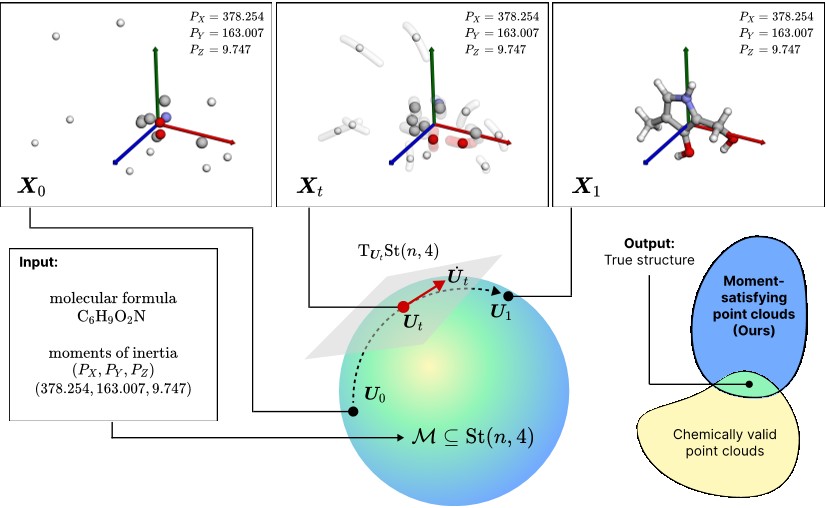 P_X = 378.254
P_Y = 163.007
P_Z = 9.747
X_0
P_X = 378.254
P_Y = 163.007
P_Z = 9.747
X_t
P_X = 378.254
P_Y = 163.007
P_Z = 9.747
X_1
Input:
molecular formula
C₆H₉O₂N
moments of inertia
(P_X, P_Y, P_Z)
(378.254, 163.007, 9.747)
T_{U_t}St(n, 4)
U̇_t
U_t
U_1
U_0
ℳ ⊆ St(n, 4)
Output:
True structure
Moment-
satisfying
point clouds
(Ours)
Chemically valid
point clouds